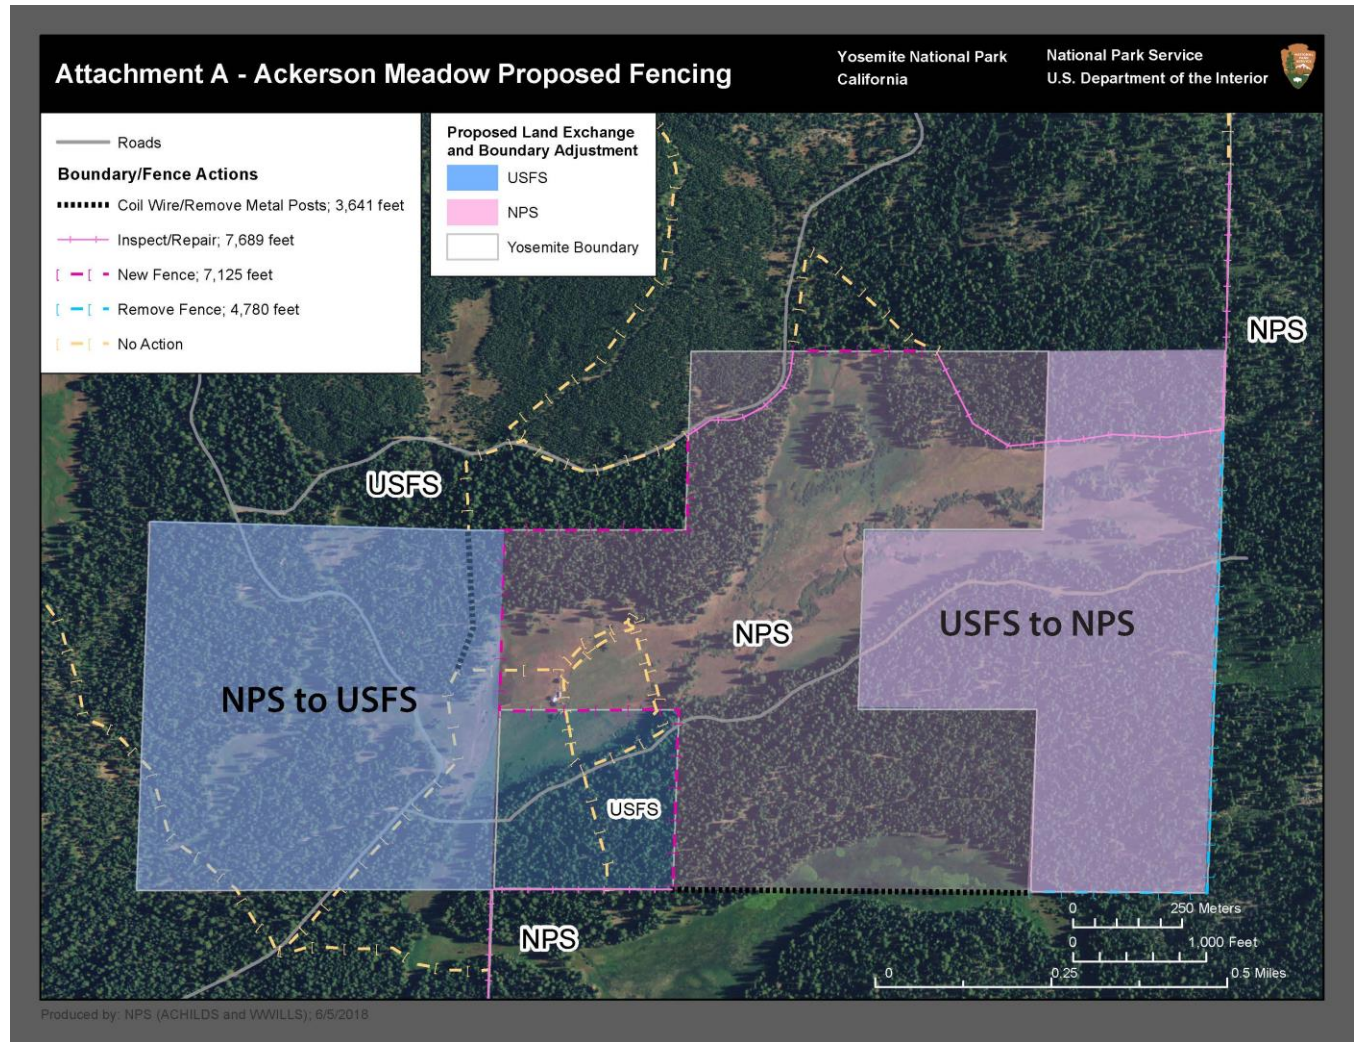 Attachment A - Ackerson Meadow Proposed Fencing
Yosemite National Park
California
National Park Service
U.S. Department of the Interior
Roads
Boundary/Fence Actions
Coil Wire/Remove Metal Posts; 3,641 feet
Inspect/Repair; 7,689 feet
New Fence; 7,125 feet
Remove Fence; 4,780 feet
No Action
Proposed Land Exchange
and Boundary Adjustment
USFS
NPS
Yosemite Boundary
NPS
USFS
NPS
USFS to NPS
NPS to USFS
USFS
NPS
0 250 Meters
0 1,000 Feet
0 0.25 0.5 Miles
Produced by: NPS (ACHILDS and WWILLS); 6/5/2018